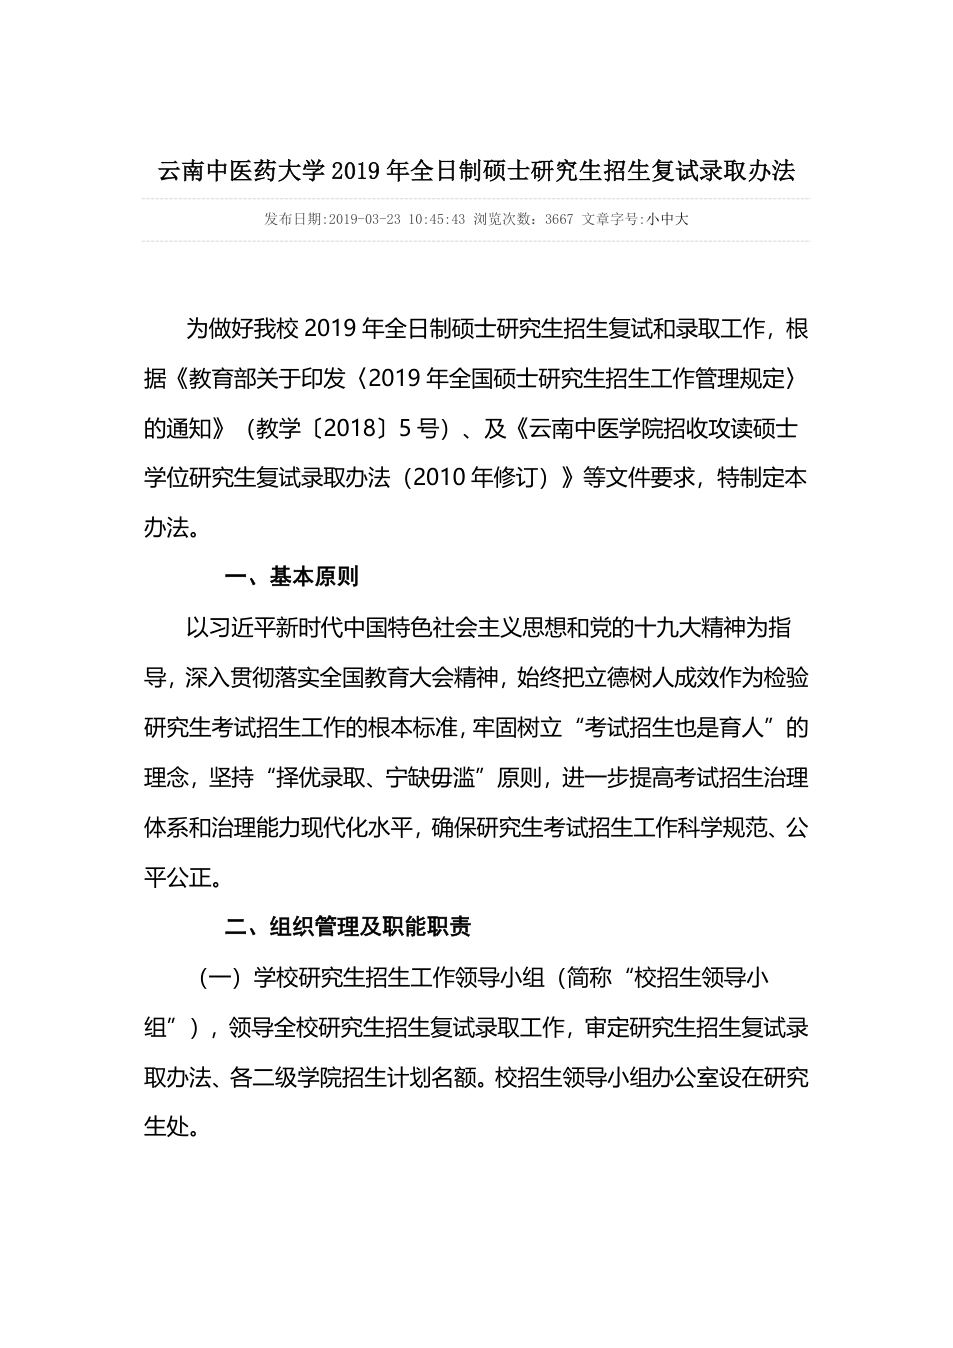 云南中医药大学 2019 年全日制硕士研究生招生复试录取办法
发布日期:2019-03-23 10:45:43 浏览次数: 3667 文章字号:小中大
为做好我校 2019 年全日制硕士研究生招生复试和录取工作，根
据《教育部关于印发〈2019 年全国硕士研究生招生工作管理规定〉
的通知》（教学〔2018〕5 号）、及《云南中医学院招收攻读硕士
学位研究生复试录取办法（2010 年修订）》等文件要求，特制定本
办法。
一、基本原则
以习近平新时代中国特色社会主义思想和党的十九大精神为指
导，深入贯彻落实全国教育大会精神，始终把立德树人成效作为检验
研究生考试招生工作的根本标准，牢固树立“考试招生也是育人”的
理念，坚持“择优录取、宁缺毋滥”原则，进一步提高考试招生治理
体系和治理能力现代化水平，确保研究生考试招生工作科学规范、公
平公正。
二、组织管理及职能职责
（一）学校研究生招生工作领导小组（简称“校招生领导小
组”），领导全校研究生招生复试录取工作，审定研究生招生复试录
取办法、各二级学院招生计划名额。校招生领导小组办公室设在研究
生处。